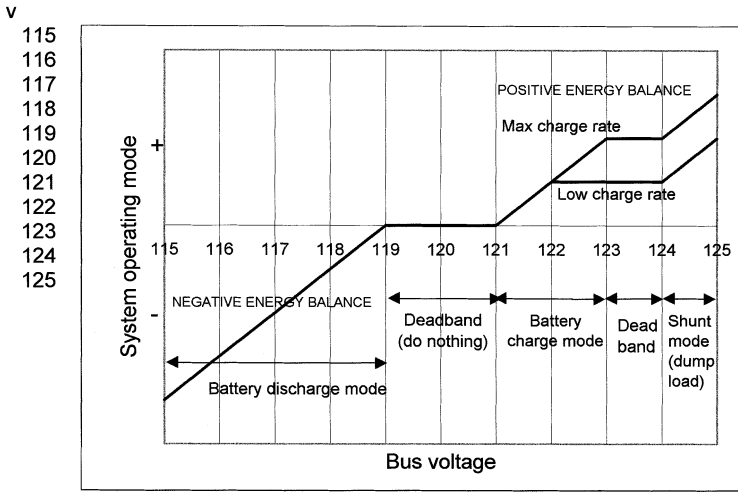 V
115
116
117
118
119
120
121
122
123
124
125
POSITIVE ENERGY BALANCE
Max charge rate
Low charge rate
+
System operating mode
-
115 116 117 118 119 120 121 122 123 124 125
NEGATIVE ENERGY BALANCE
Deadband
(do nothing)
Battery
charge mode
Dead
band
Shunt
mode
(dump
load)
Battery discharge mode
Bus voltage